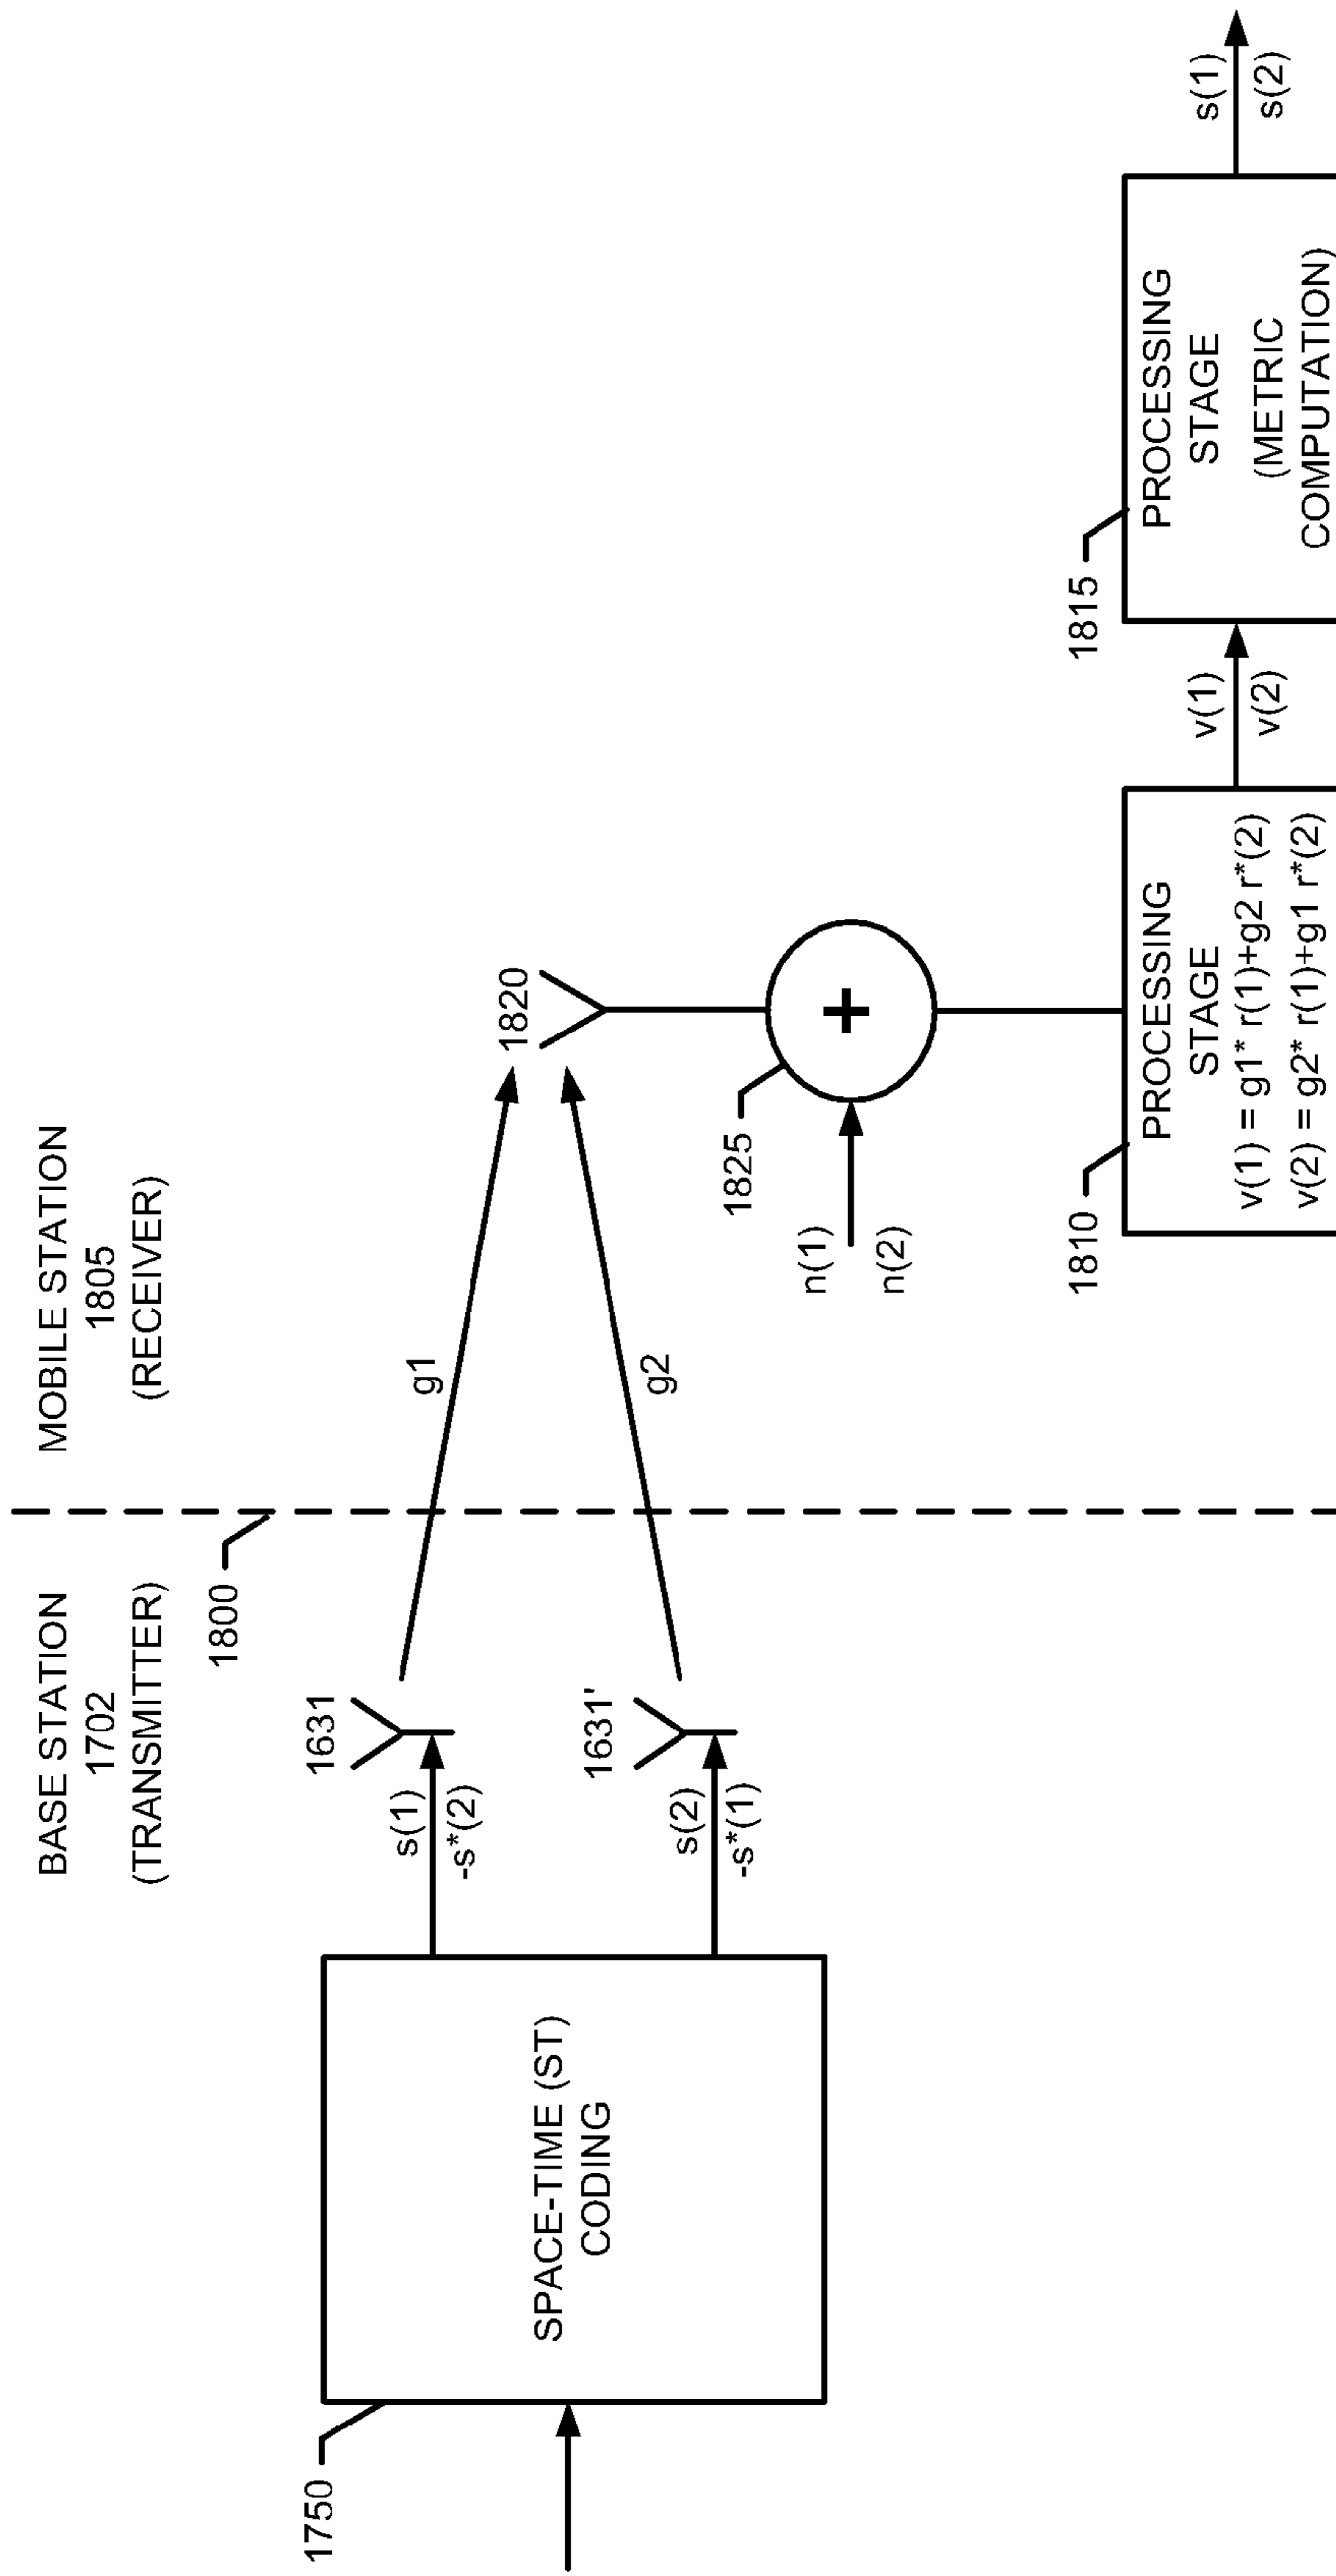 BASE STATION
1702
(TRANSMITTER)
MOBILE STATION
1805
(RECEIVER)
1800
1750
SPACE-TIME (ST)
CODING
s(1)
-s*(2)
1631
s(2)
-s*(1)
1631'
g1
g2
1820
1825
+
n(1)
n(2)
1810
PROCESSING
STAGE
v(1) = g1* r(1)+g2 r*(2)
v(2) = g2* r(1)+g1 r*(2)
v(1)
v(2)
1815
PROCESSING
STAGE
(METRIC
COMPUTATION)
s(1)
s(2)